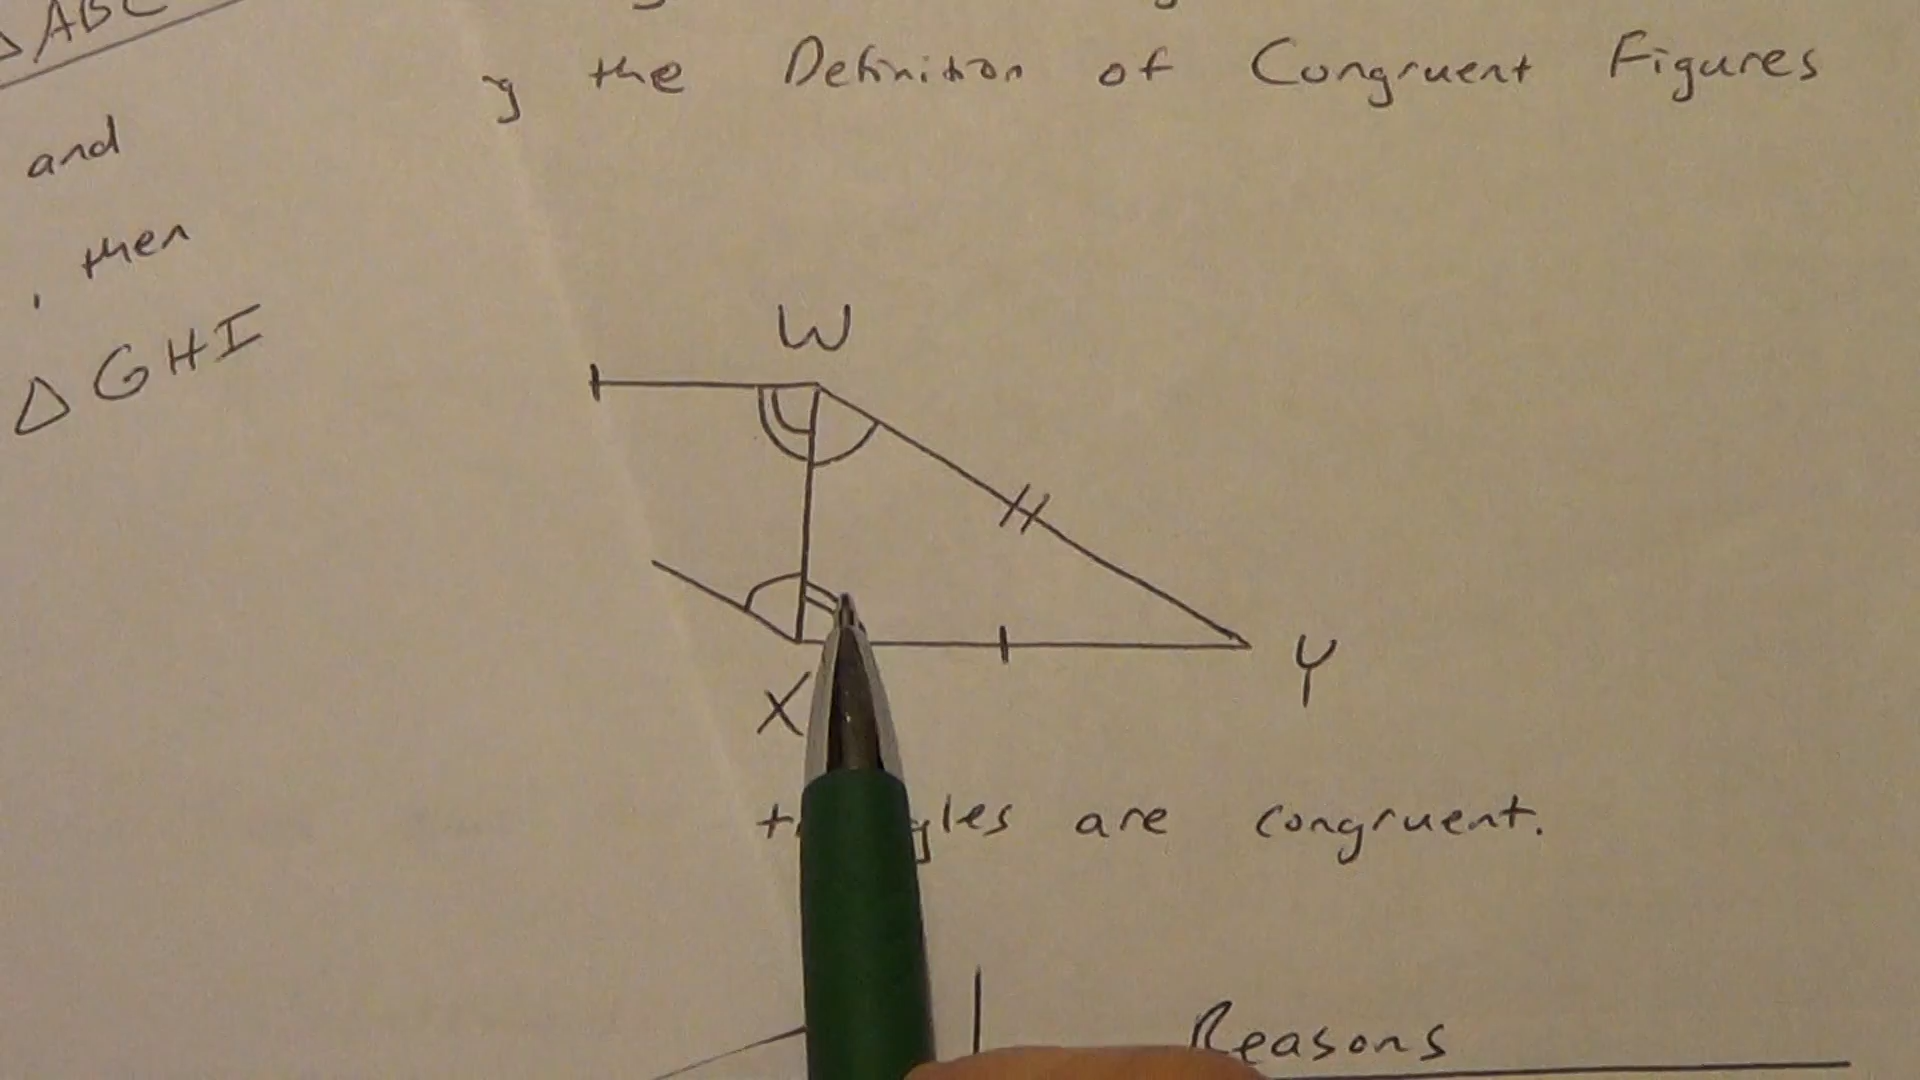 ABC
and
, then
Δ GHI
the Definition of Congruent Figures
W
Y
X
are congruent.
Reasons